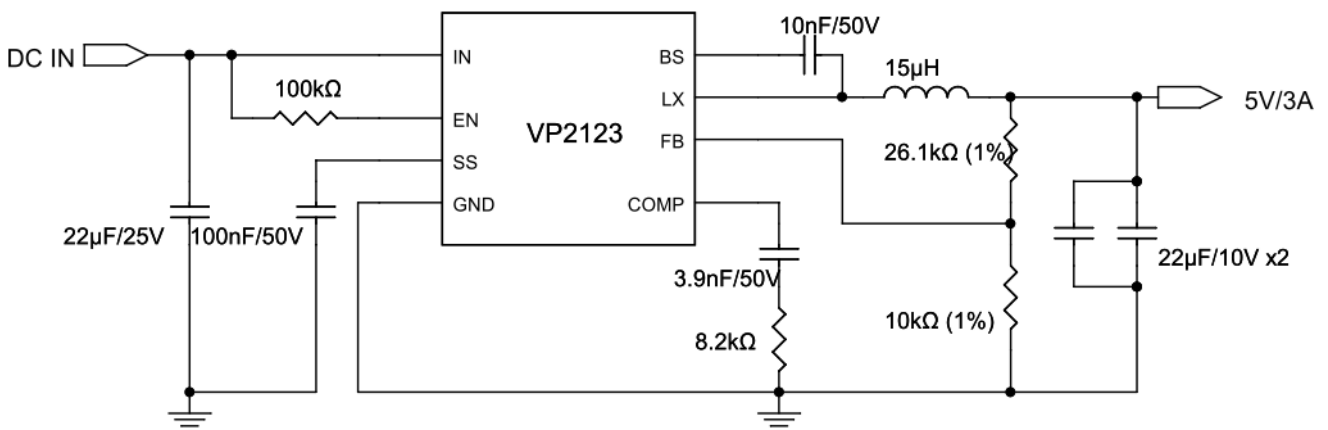 10nF/50V
DC IN
IN
BS
15μH
100kΩ
LX
5V/3A
EN
VP2123
FB
26.1kΩ (1%)
SS
GND
COMP
22μF/25V
100nF/50V
22μF/10V x2
3.9nF/50V
10kΩ (1%)
8.2kΩ